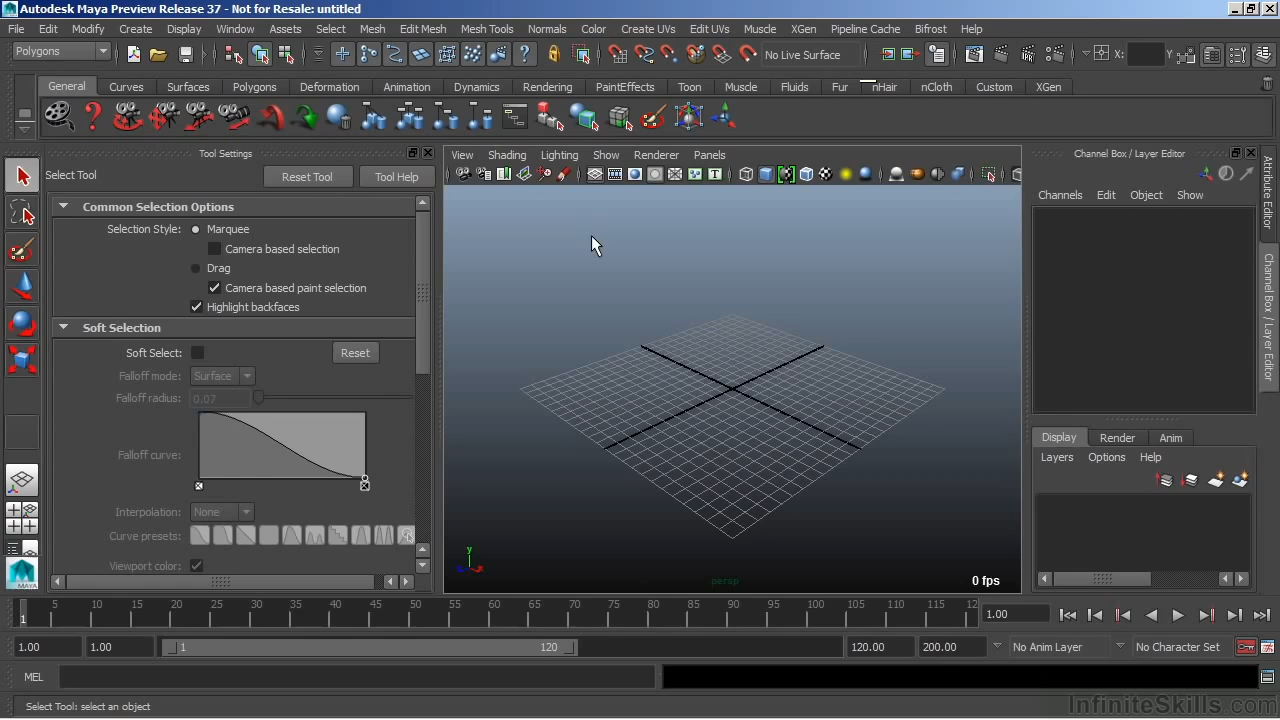 Autodesk Maya Preview Release 37 - Not for Resale: untitled
File Edit Modify Create Display Window Assets Select Mesh Edit Mesh Mesh Tools Normals Color Create UVs Edit UVs Muscle XGen Pipeline Cache Bifrost Help
Polygons No Live Surface X: Y:
General Curves Surfaces Polygons Deformation Animation Dynamics Rendering PaintEffects Toon Muscle Fluids Fur nHair nCloth Custom XGen
Tool Settings
Select Tool Reset Tool Tool Help
Common Selection Options
Selection Style: Marquee
Camera based selection
Drag
Camera based paint selection
Highlight backfaces
Soft Selection
Soft Select: Reset
Falloff mode: Surface
Falloff radius: 0.07
Falloff curve:
Interpolation: None
Curve presets:
Viewport color:
MAYA
View Shading Lighting Show Renderer Panels
y
persp
0 fps
Channel Box / Layer Editor
Channels Edit Object Show
Display Render Anim
Layers Options Help
Attribute Editor
Channel Box / Layer Editor
1 5 10 15 20 25 30 35 40 45 50 55 60 65 70 75 80 85 90 95 100 105 110 115 12
1.00
1.00 1.00 1 120 120.00 200.00 No Anim Layer No Character Set
MEL
Select Tool: select an object
InfiniteSkills.com